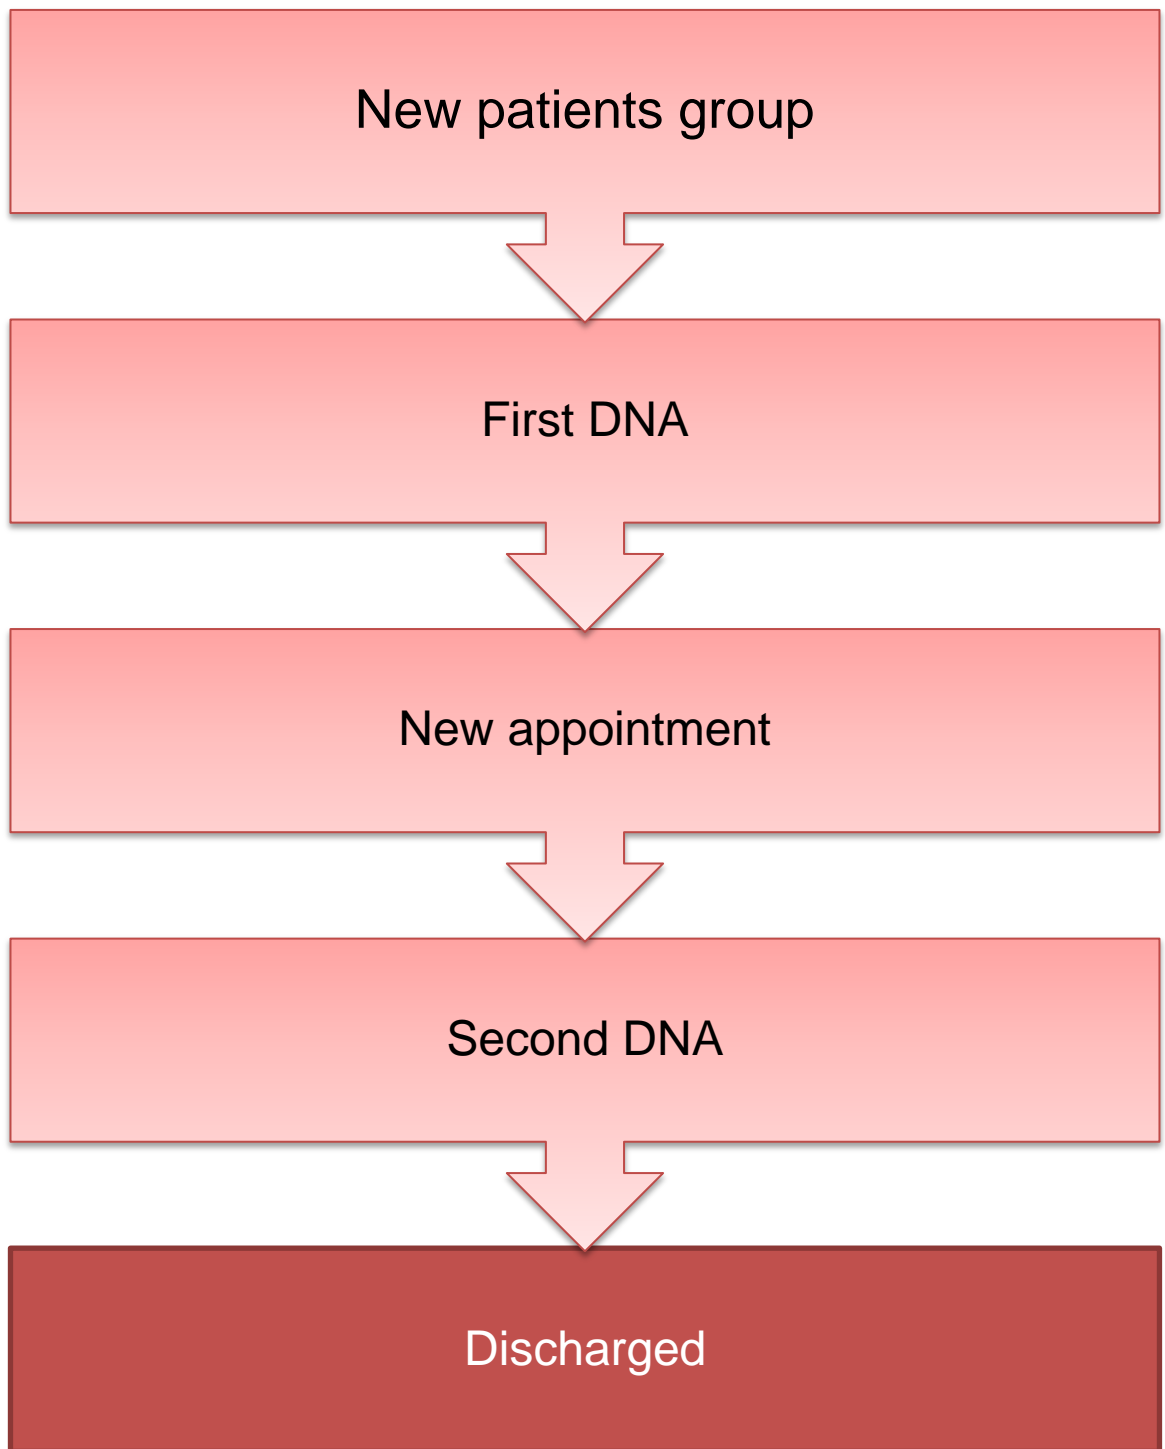 New patients group
First DNA
New appointment
Second DNA
Discharged